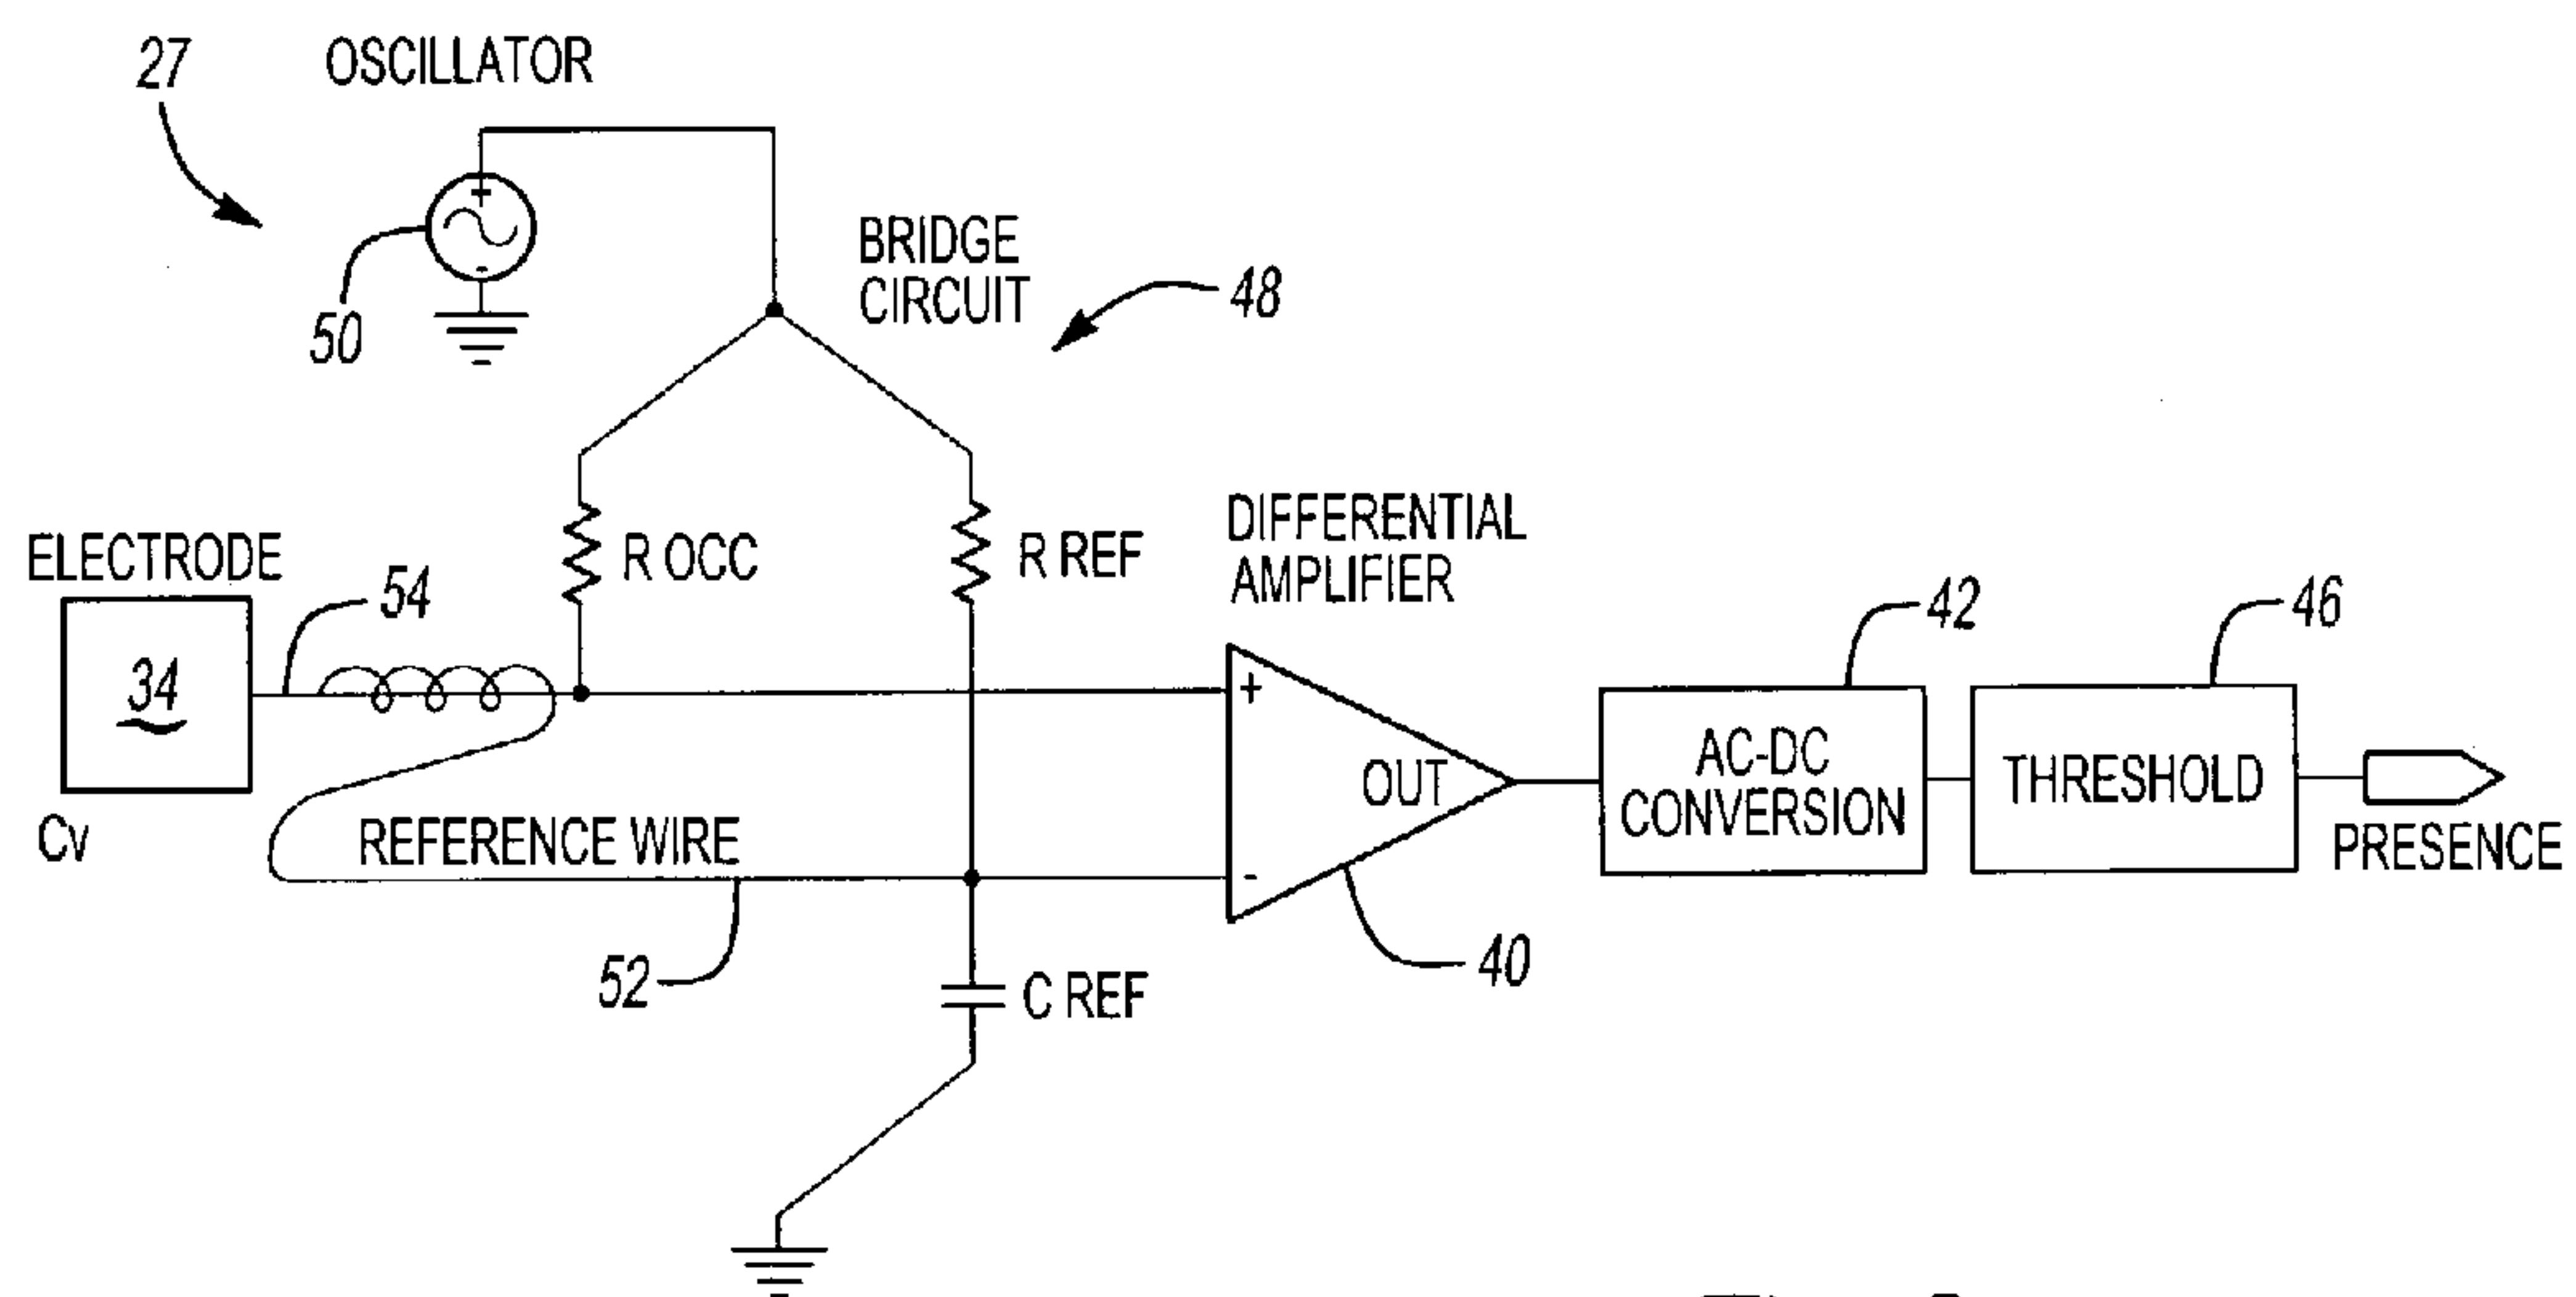 27
OSCILLATOR
+
-
50
BRIDGE
CIRCUIT
48
ELECTRODE
54
34
Cv
R OCC
R REF
DIFFERENTIAL
AMPLIFIER
+
-
OUT
40
42
AC-DC
CONVERSION
46
THRESHOLD
PRESENCE
REFERENCE WIRE
52
C REF